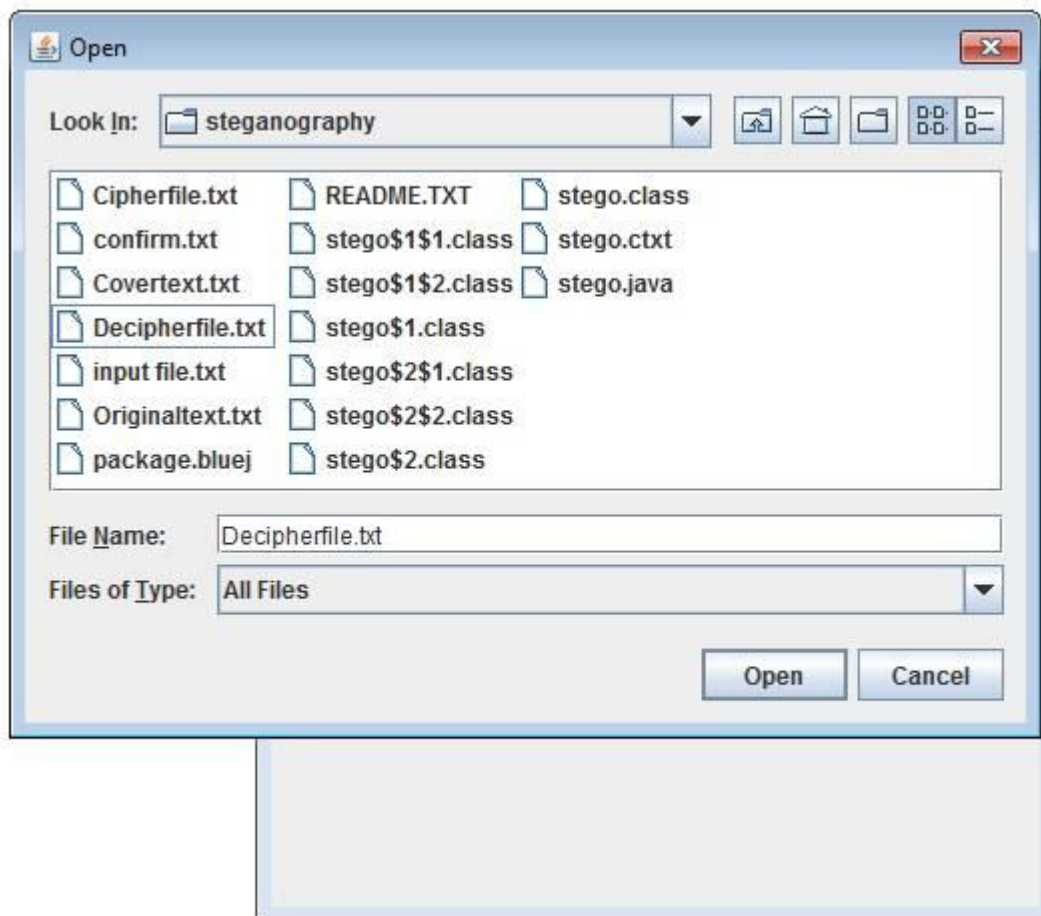 Open
Look In: steganography
Cipherfile.txt README.TXT stego.class
confirm.txt stego$1$1.class stego.ctxt
Covertext.txt stego$1$2.class stego.java
Decipherfile.txt stego$1.class
input file.txt stego$2$1.class
Originaltext.txt stego$2$2.class
package.bluej stego$2.class
File Name: Decipherfile.txt
Files of Type: All Files
Open Cancel